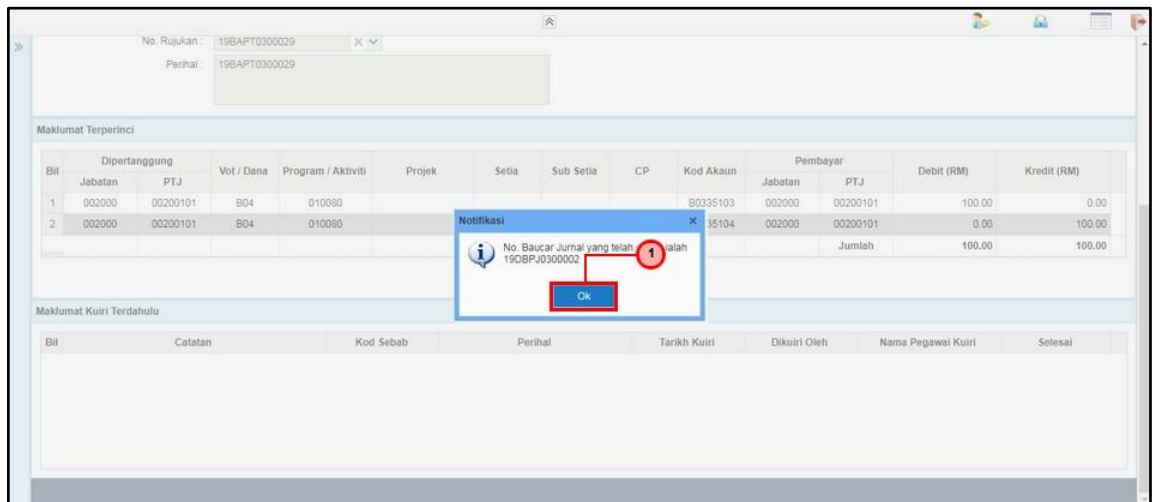 No. Rujukan : 19BAPT0300029
Perihal : 19BAPT0300029
Maklumat Terperinci
Bil Dipertanggung Vot / Dana Program / Aktiviti Projek Setia Sub Setia CP Kod Akaun Pembayar Debit (RM) Kredit (RM)
Jabatan PTJ Jabatan PTJ
1 002000 00200101 B04 010080 B0335103 002000 00200101 100.00 0.00
2 002000 00200101 B04 010080 35104 002000 00200101 0.00 100.00
Jumlah 100.00 100.00
Notifikasi
No. Baucar Jurnal yang telah ialah
19DBPJ0300002
1
Ok
Maklumat Kuiri Terdahulu
Bil Catatan Kod Sebab Perihal Tarikh Kuiri Dikuiri Oleh Nama Pegawai Kuiri Selesai